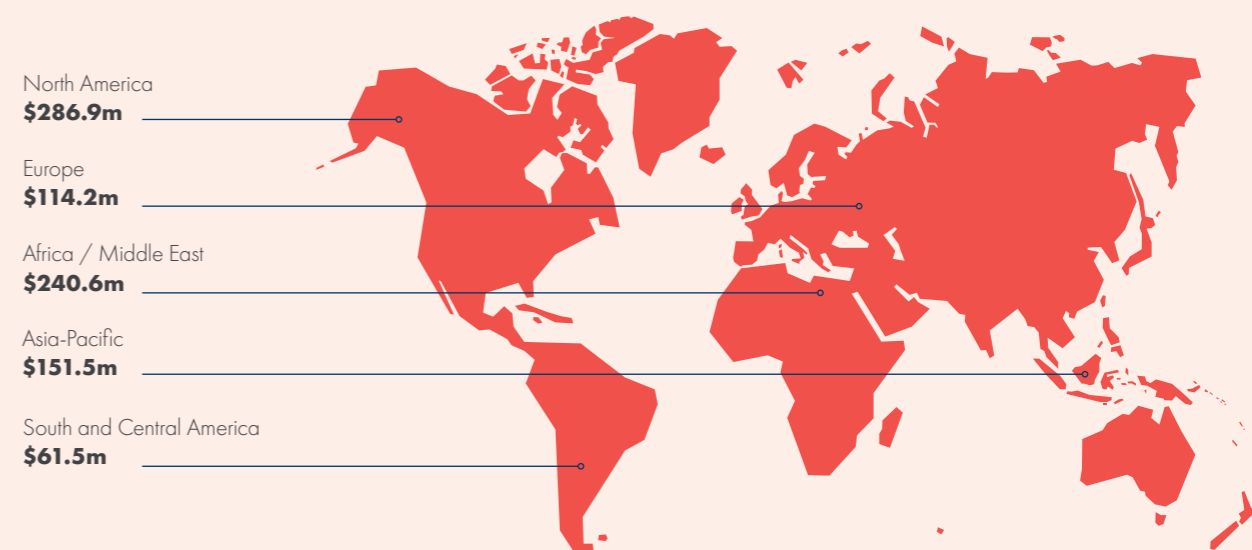 North America
$286.9m
Europe
$114.2m
Africa / Middle East
$240.6m
Asia-Pacific
$151.5m
South and Central America
$61.5m